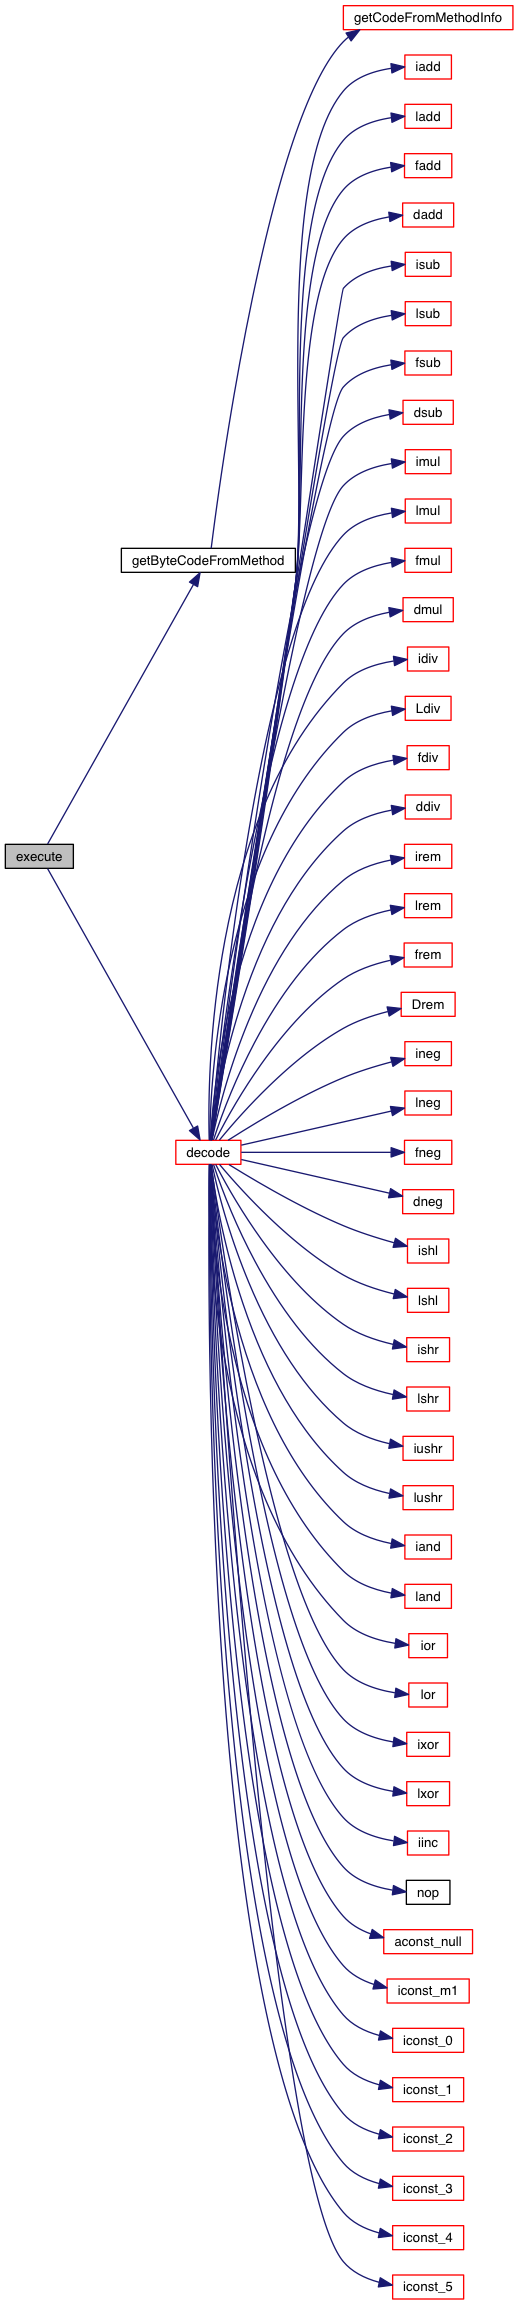 getCodeFromMethodInfo
iadd
ladd
fadd
dadd
isub
lsub
fsub
dsub
imul
lmul
getByteCodeFromMethod
fmul
dmul
idiv
Ldiv
fdiv
ddiv
execute
irem
lrem
frem
Drem
ineg
lneg
decode
fneg
dneg
ishl
lshl
ishr
lshr
iushr
lushr
iand
land
ior
lor
ixor
lxor
iinc
nop
aconst_null
iconst_m1
iconst_0
iconst_1
iconst_2
iconst_3
iconst_4
iconst_5